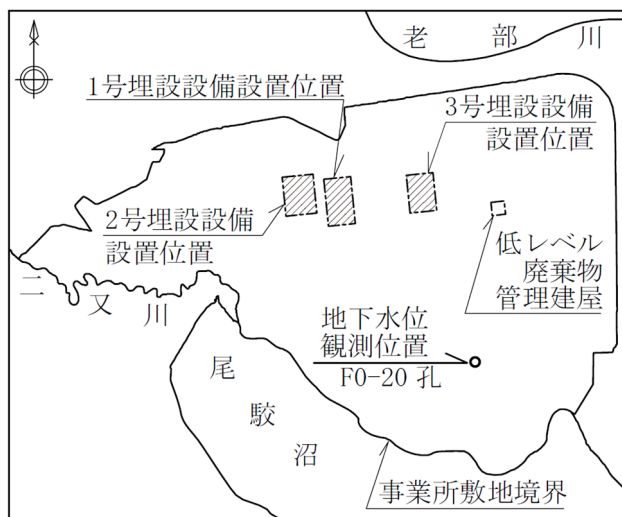 老部川
1号埋設設備設置位置
3号埋設設備
設置位置
2号埋設設備
設置位置
低レベル
廃棄物
管理建屋
二又川
地下水位
観測位置
F0-20 孔
尾駮沼
事業所敷地境界